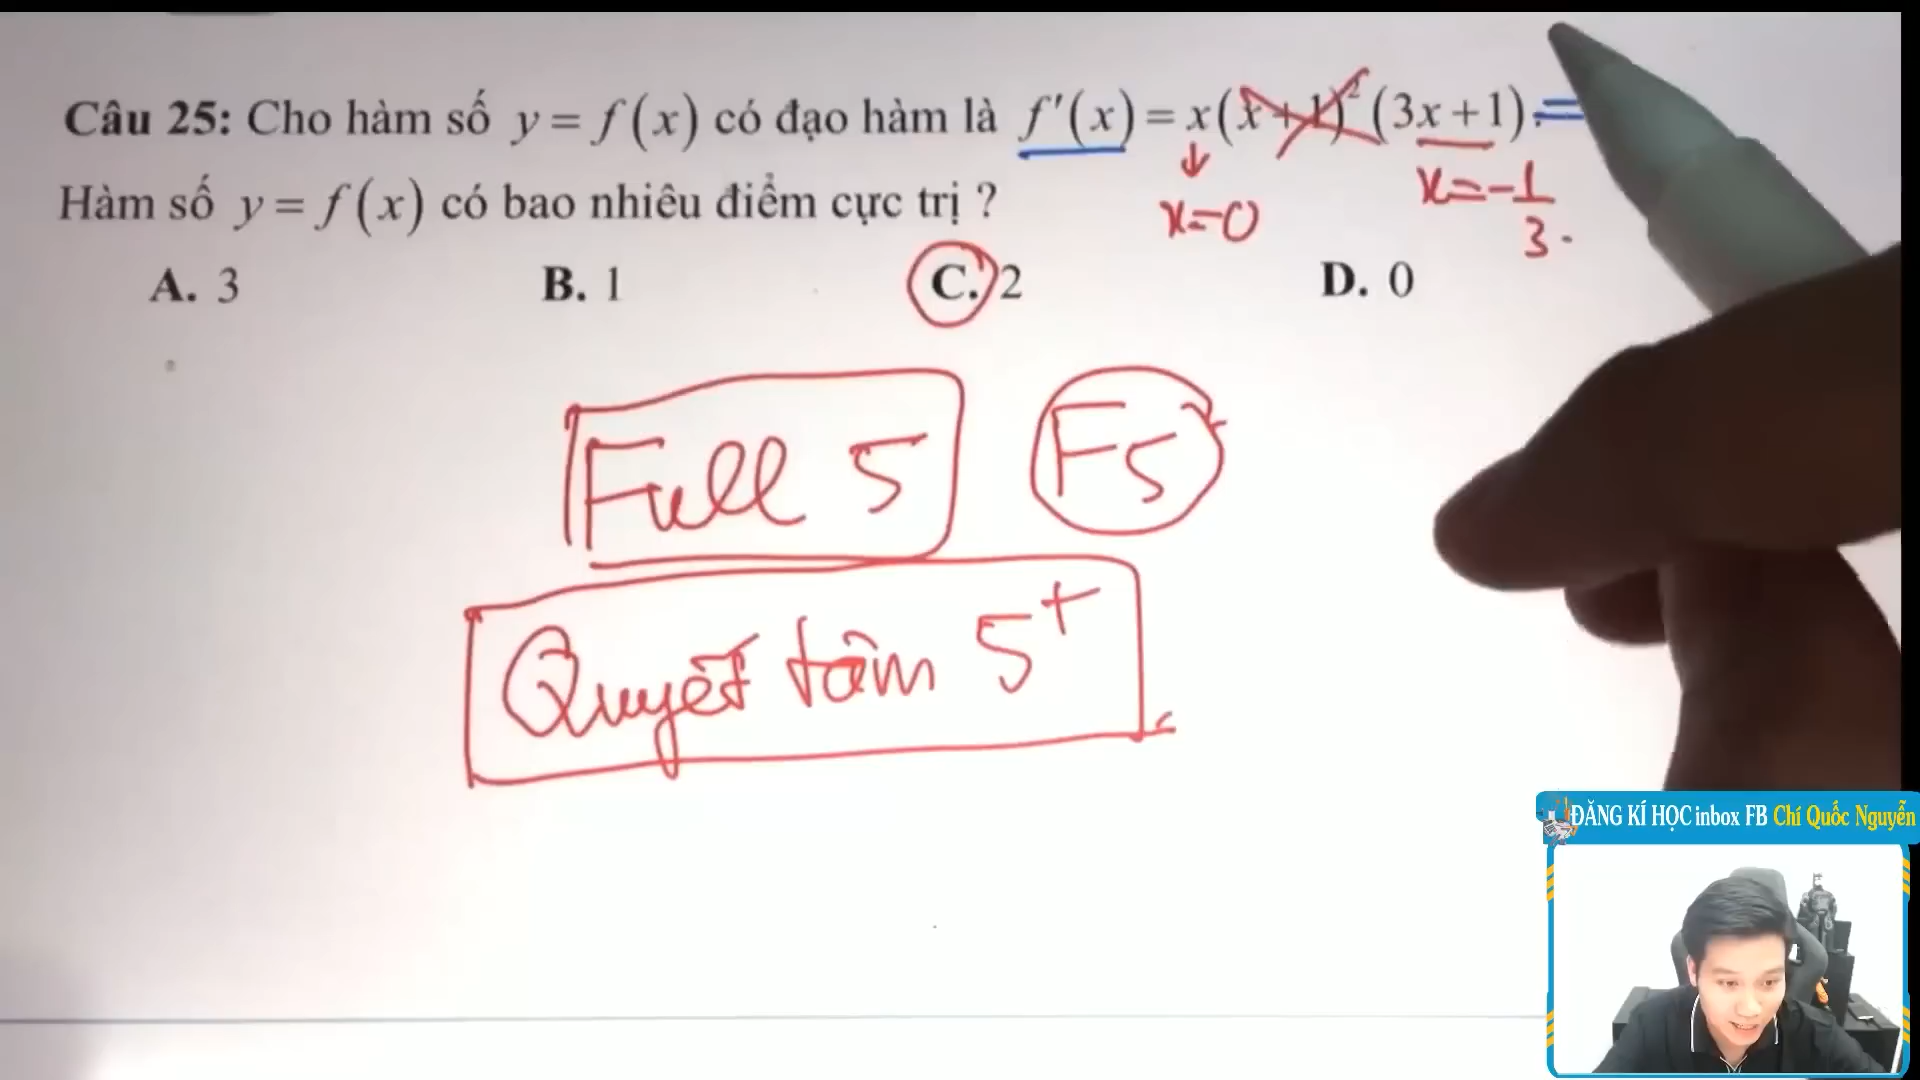 Câu 25: Cho hàm số y = f(x) có đạo hàm là f'(x) = x(x+1)²(3x+1). =
x=0
x=-1/3.
Hàm số y = f(x) có bao nhiêu điểm cực trị ?
A. 3 B. 1 C. 2 D. 0
Full 5 F5
Quyết tâm 5+
ĐĂNG KÍ HỌC inbox FB Chí Quốc Nguyễn